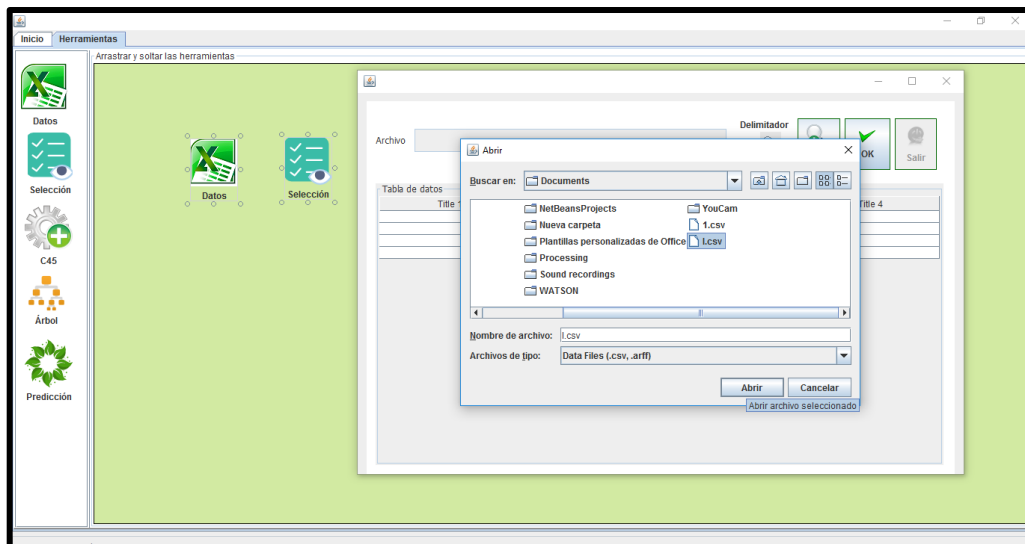 Inicio Herramientas
Arrastrar y soltar las herramientas
Datos
Selección
C45
Árbol
Predicción
Datos
Selección
Archivo
Delimitador
OK
Salir
Tabla de datos
Title
Title 4
Abrir
Buscar en: Documents
NetBeansProjects
Nueva carpeta
Plantillas personalizadas de Office
Processing
Sound recordings
WATSON
YouCam
1.csv
l.csv
Nombre de archivo: l.csv
Archivos de tipo: Data Files (.csv, .arff)
Abrir Cancelar
Abrir archivo seleccionado